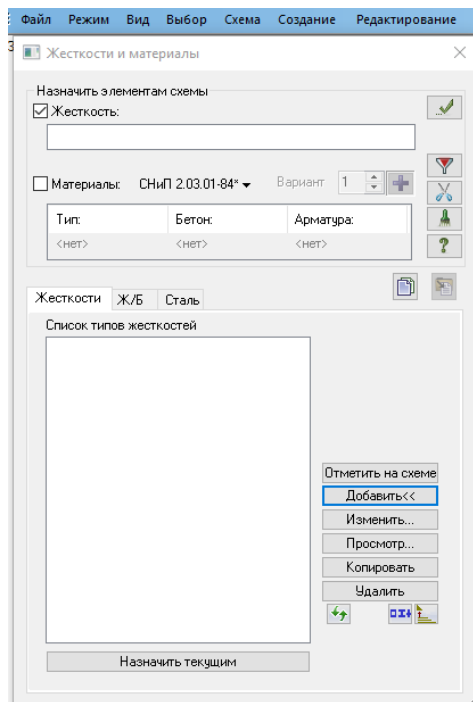 Файл Режим Вид Выбор Схема Создание Редактирование
З
Жесткости и материалы
Назначить элементам схемы
Жесткость:
Материалы: СНиП 2.03.01-84* Вариант 1
Тип: Бетон: Арматура:
<нет> <нет> <нет>
?
Жесткости Ж/Б Сталь
Список типов жесткостей
Отметить на схеме
Добавить<<
Изменить...
Просмотр...
Копировать
Удалить
Назначить текущим